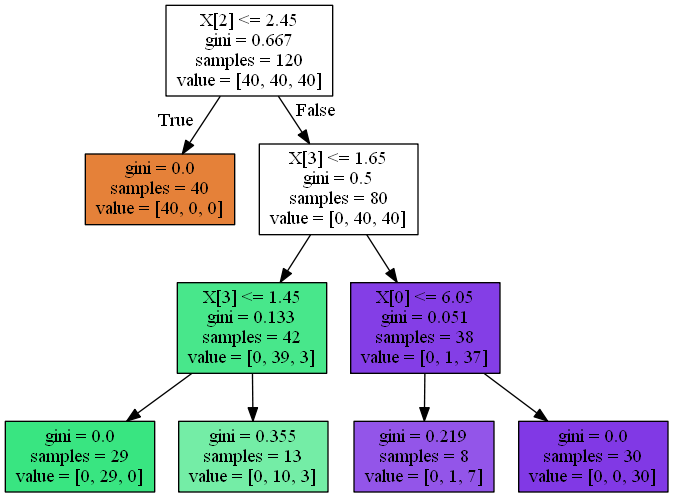 X[2] <= 2.45
gini = 0.667
samples = 120
value = [40, 40, 40]
True
False
gini = 0.0
samples = 40
value = [40, 0, 0]
X[3] <= 1.65
gini = 0.5
samples = 80
value = [0, 40, 40]
X[3] <= 1.45
gini = 0.133
samples = 42
value = [0, 39, 3]
X[0] <= 6.05
gini = 0.051
samples = 38
value = [0, 1, 37]
gini = 0.0
samples = 29
value = [0, 29, 0]
gini = 0.355
samples = 13
value = [0, 10, 3]
gini = 0.219
samples = 8
value = [0, 1, 7]
gini = 0.0
samples = 30
value = [0, 0, 30]